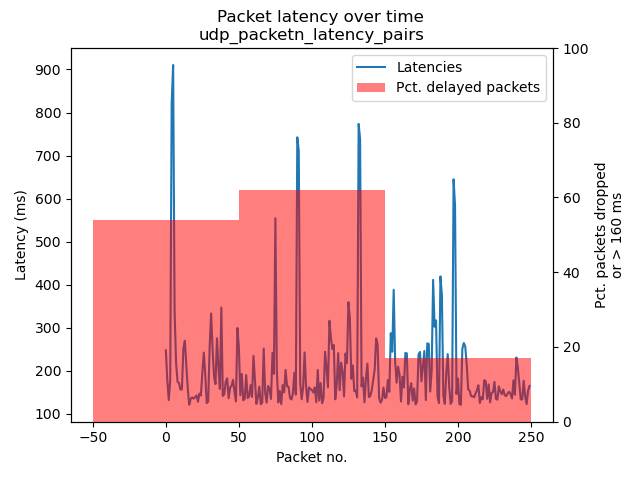 Packet latency over time
udp_packetn_latency_pairs
Latencies
Pct. delayed packets
Latency (ms)
900
800
700
600
500
400
300
200
100
100
80
60
40
20
0
Pct. packets dropped
or > 160 ms
−50
0
50
100
150
200
250
Packet no.